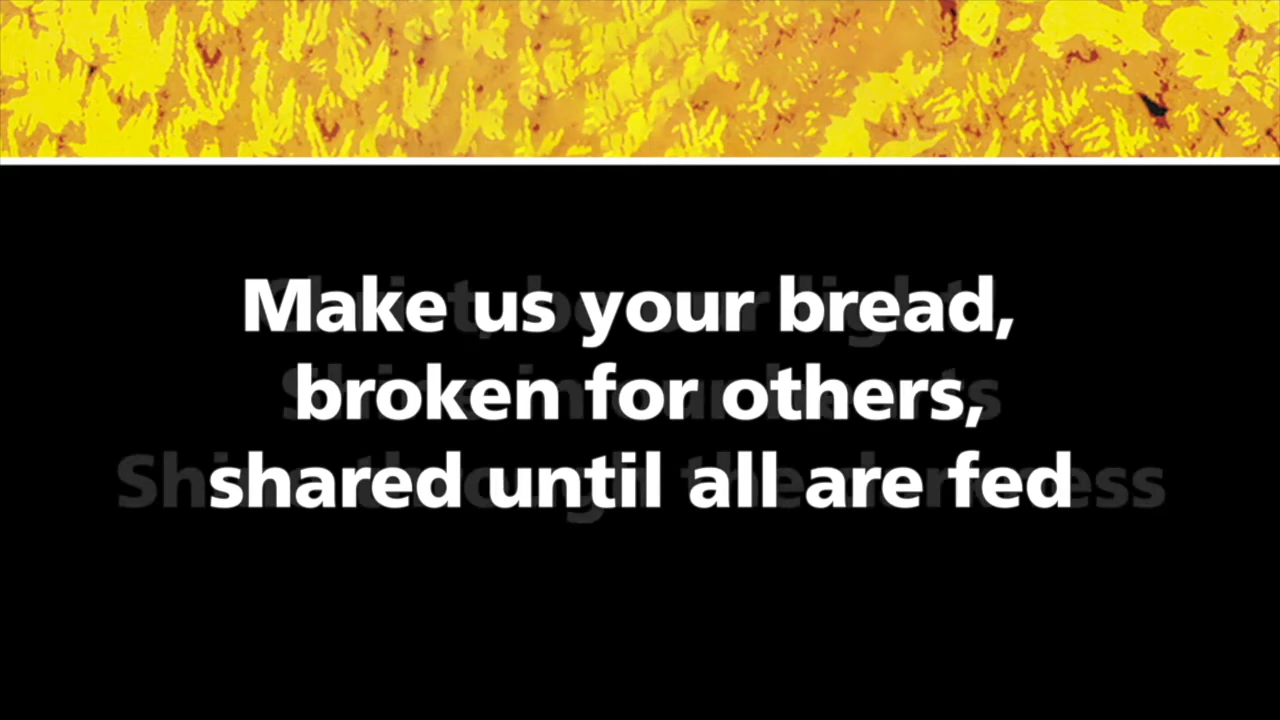 Make us your bread,
broken for others,
shared until all are fed